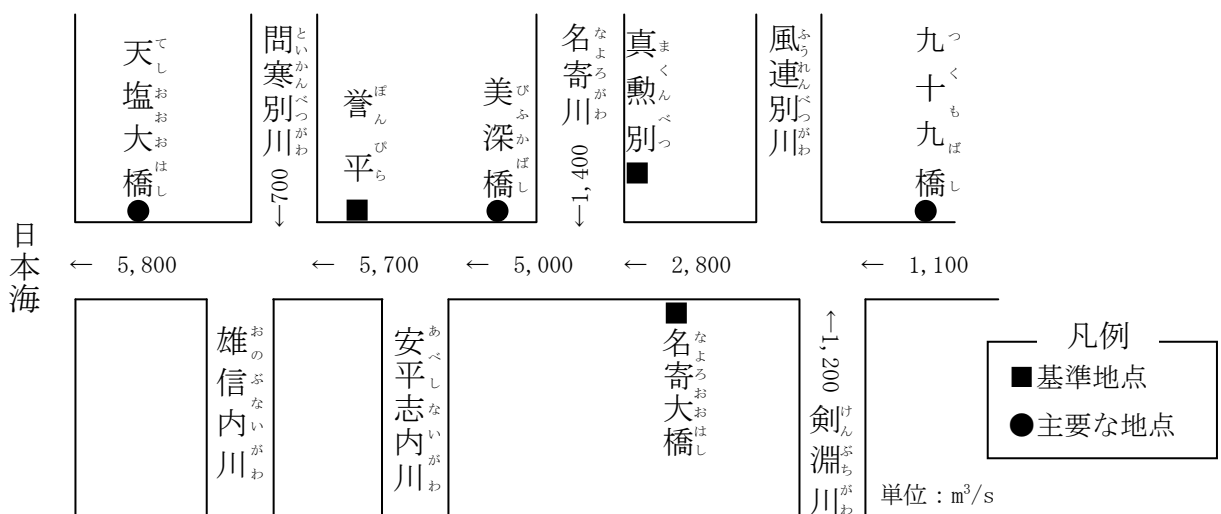 天塩大橋
てしおおおはし
問寒別川
といかんべつがわ
←700
誉平
ぽんぴら
美深橋
びふかばし
名寄川
なよろがわ
←1,400
真勲別
まくんべつ
風連別川
ふうれんべつがわ
九十九橋
つくもばし
日本海
← 5,800
← 5,700
← 5,000
← 2,800
← 1,100
雄信内川
おのぶないがわ
安平志内川
あべしないがわ
名寄大橋
なよろおおはし
←1,200
剣淵川
けんぶちがわ
凡例
■基準地点
●主要な地点
単位：m³/s